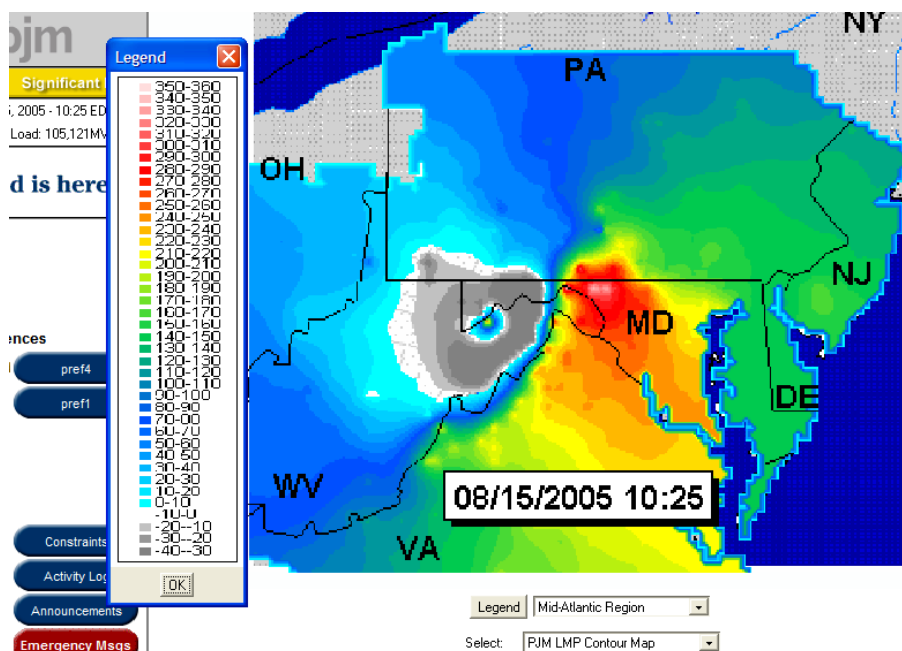 pjm
Significant
, 2005 - 10:25 ED
Load: 105,121MW
d is here
ences
pref4
pref1
Constraints
Activity Log
Announcements
Emergency Msgs
Legend
350-360
340-350
330-340
320-330
310-320
300-310
290-300
280-290
270-280
260-270
250-260
240-250
230-240
220-230
210-220
200-210
190-200
180-190
170-180
160-170
150-160
140-150
130-140
120-130
110-120
100-110
90-100
80-90
70-80
60-70
50-60
40-50
30-40
20-30
10-20
0-10
-10-0
-20--10
-30--20
-40--30
OK
NY
PA
OH
NJ
MD
DE
WV
VA
08/15/2005 10:25
Legend
Mid-Atlantic Region
Select:
PJM LMP Contour Map